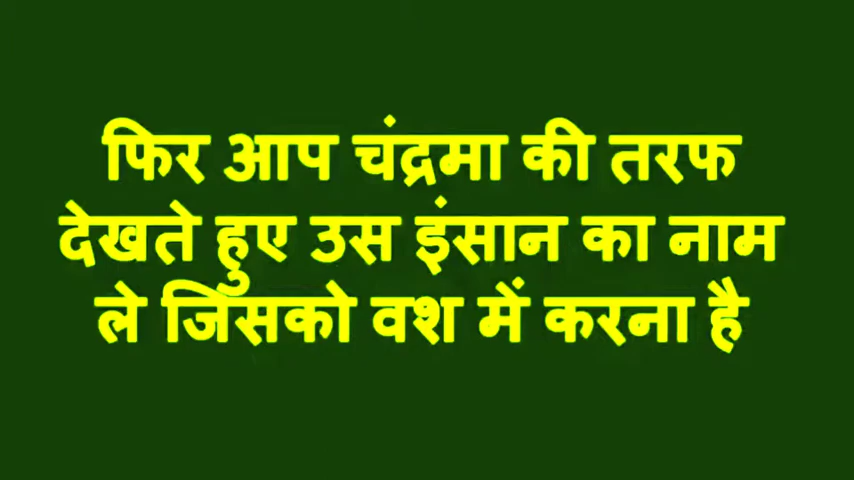 फिर आप चंद्रमा की तरफ
देखते हुए उस इंसान का नाम
ले जिसको वश में करना है